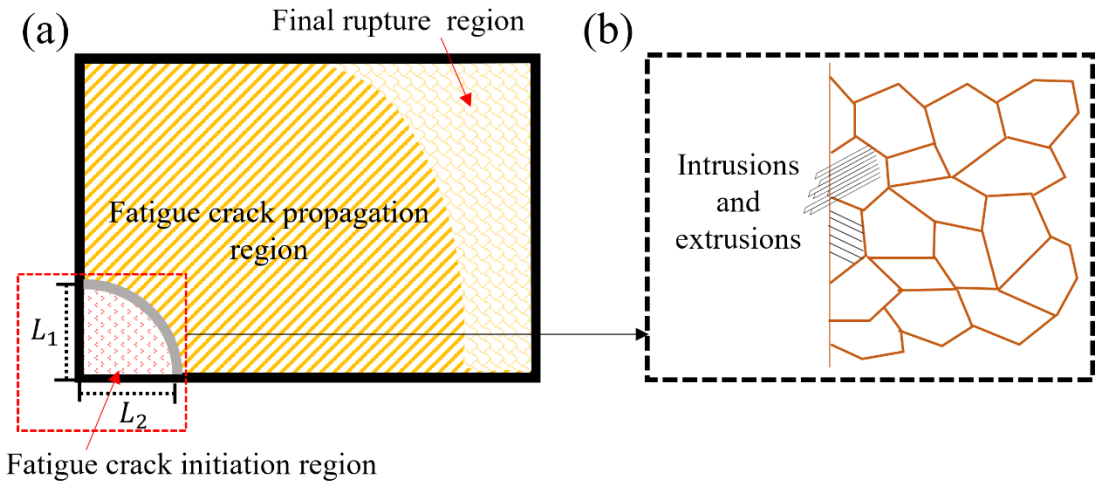 (a)
Final rupture region
(b)
Fatigue crack propagation
region
Intrusions
and
extrusions
L₁
L₂
Fatigue crack initiation region